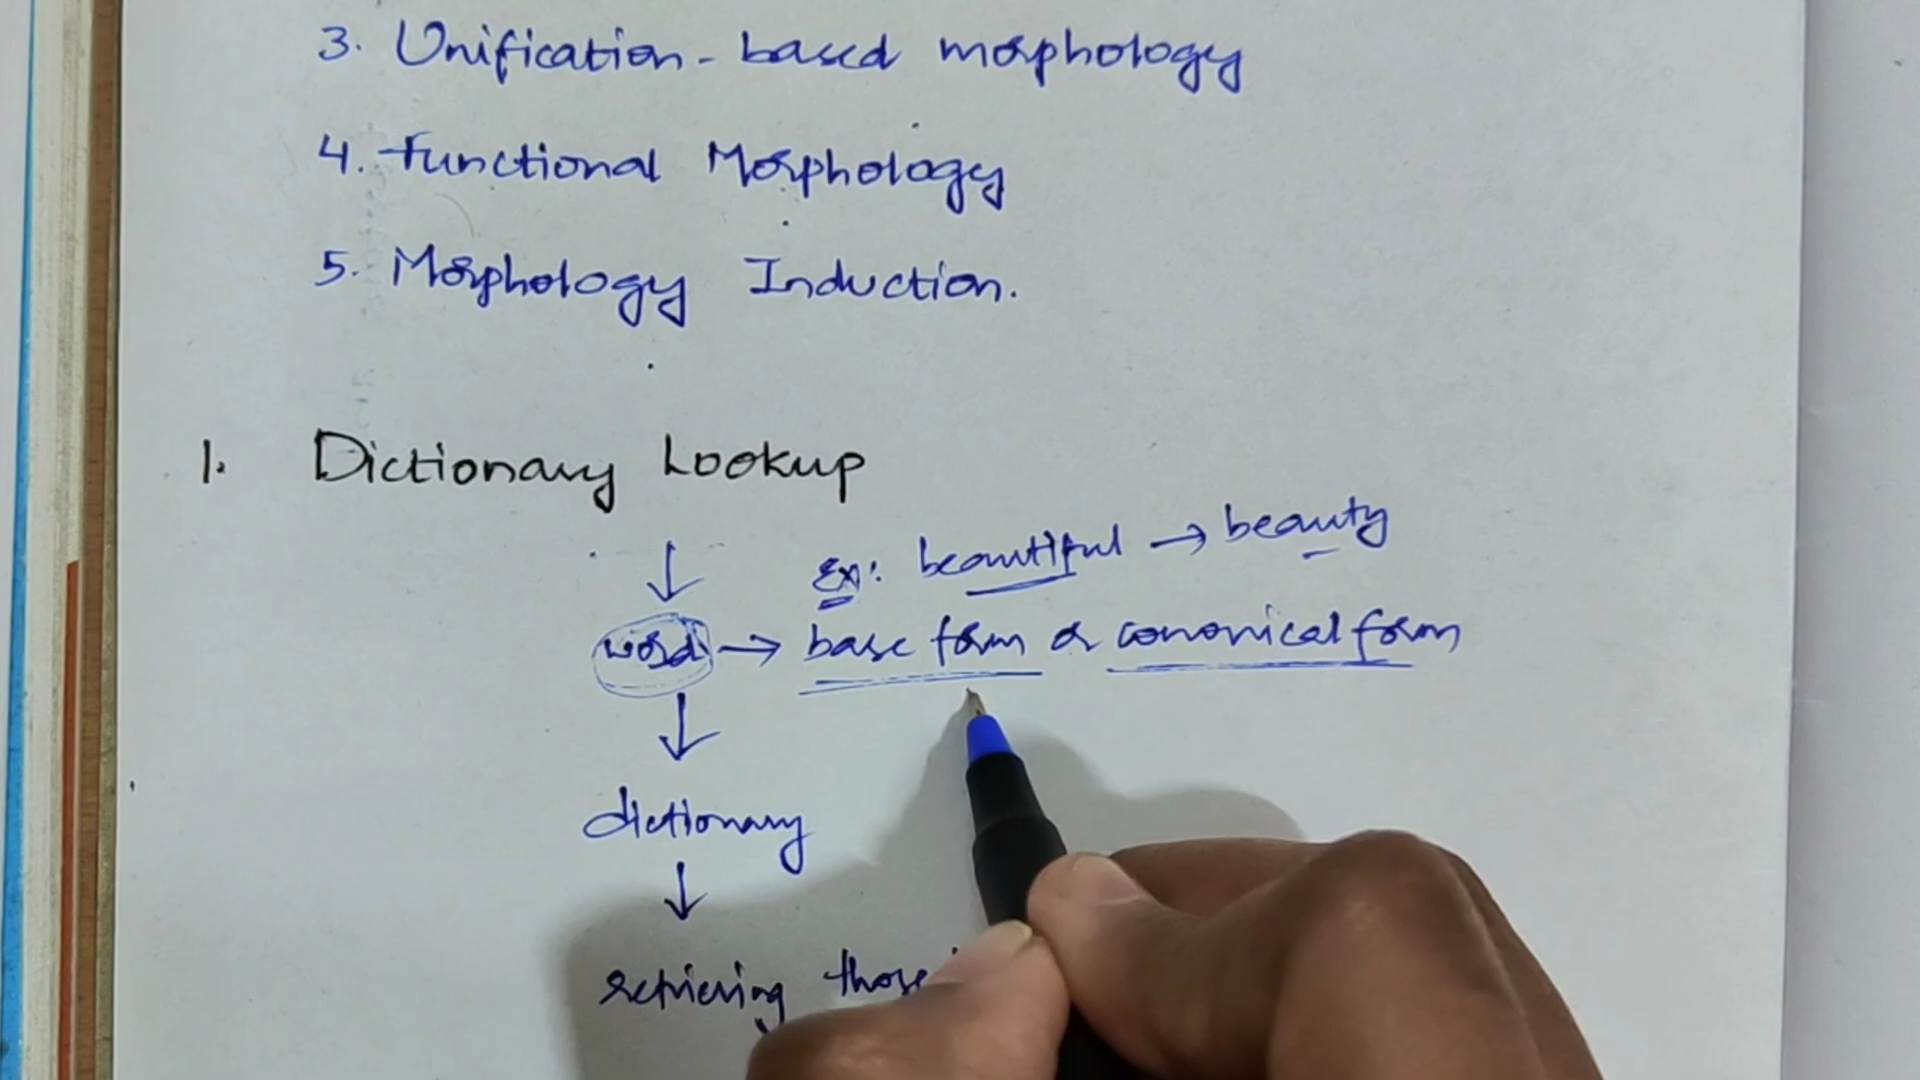 3. Unification-based morphology
4. Functional Morphology
5. Morphology Induction.
1. Dictionary Lookup
Ex: beautiful → beauty
word → base form or canonical form
dictionary
retrieving those